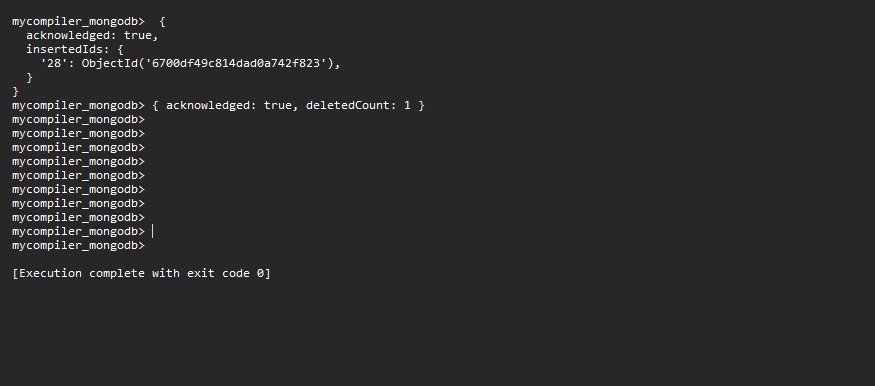 mycompiler_mongodb>  {
  acknowledged: true,
  insertedIds: {
    '28': ObjectId('6700df49c814dad0a742f823'),
  }
}
mycompiler_mongodb> { acknowledged: true, deletedCount: 1 }
mycompiler_mongodb>
mycompiler_mongodb>
mycompiler_mongodb>
mycompiler_mongodb>
mycompiler_mongodb>
mycompiler_mongodb>
mycompiler_mongodb>
mycompiler_mongodb>
mycompiler_mongodb>
mycompiler_mongodb>
[Execution complete with exit code 0]